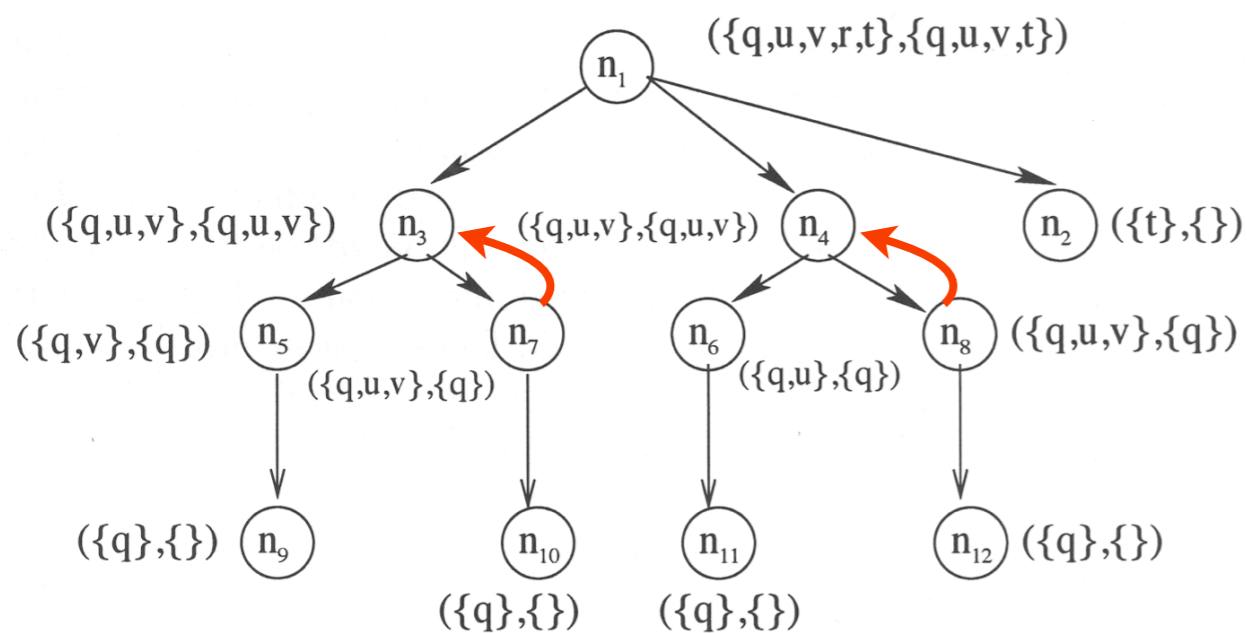 ({q,u,v,r,t},{q,u,v,t})
n₁
({q,u,v},{q,u,v})
n₃
({q,u,v},{q,u,v})
n₄
n₂
({t},{})
({q,v},{q})
n₅
n₇
n₆
n₈
({q,u,v},{q})
({q,u,v},{q})
({q,u},{q})
({q},{})
n₉
n₁₀
n₁₁
n₁₂
({q},{})
({q},{})
({q},{})